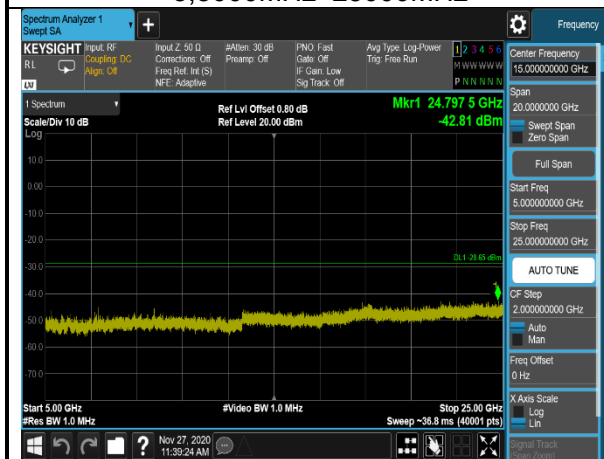 Spectrum Analyzer 1
Swept SA
Frequency
KEYSIGHT
RL
Input: RF
Coupling: DC
Align: Off
Input Z: 50 Ω
Corrections: Off
Freq Ref: Int (S)
NFE: Adaptive
#Atten: 30 dB
Preamp: Off
PNO: Fast
Gate: Off
IF Gain: Low
Sig Track: Off
Avg Type: Log-Power
Trig: Free Run
1 2 3 4 5 6
M W W W W W
P N N N N N
1 Spectrum
Scale/Div 10 dB
Log
Ref Lvl Offset 0.80 dB
Ref Level 20.00 dBm
Mkr1 24.797 5 GHz
-42.81 dBm
10.0
0.00
-10.0
-20.0
-30.0
-40.0
-50.0
-60.0
-70.0
DL1 -28.65 dBm
1
Start 5.00 GHz
#Res BW 1.0 MHz
#Video BW 1.0 MHz
Stop 25.00 GHz
Sweep ~36.8 ms (40001 pts)
Center Frequency
15.000000000 GHz
Span
20.0000000 GHz
Swept Span
Zero Span
Full Span
Start Freq
5.000000000 GHz
Stop Freq
25.000000000 GHz
AUTO TUNE
CF Step
2.000000000 GHz
Auto
Man
Freq Offset
0 Hz
X Axis Scale
Log
Lin
Signal Track
(Span Zoom)
?
Nov 27, 2020
11:39:24 AM